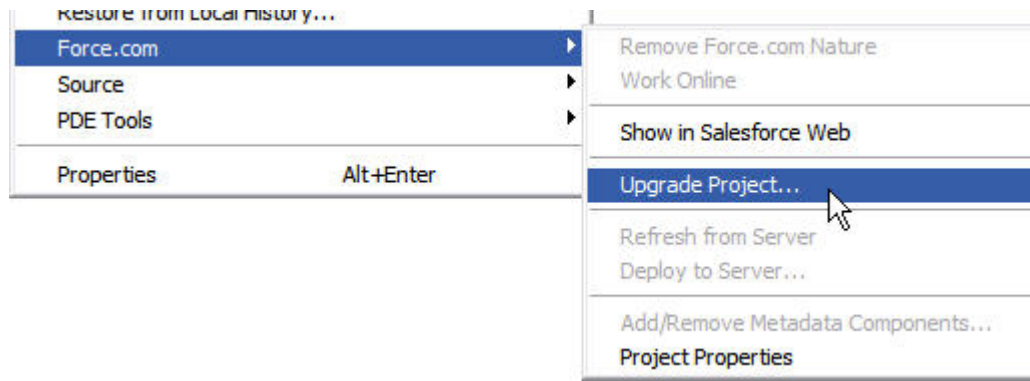 Restore from Local History...
Force.com
Source
PDE Tools
Properties Alt+Enter
Remove Force.com Nature
Work Online
Show in Salesforce Web
Upgrade Project...
Refresh from Server
Deploy to Server...
Add/Remove Metadata Components...
Project Properties